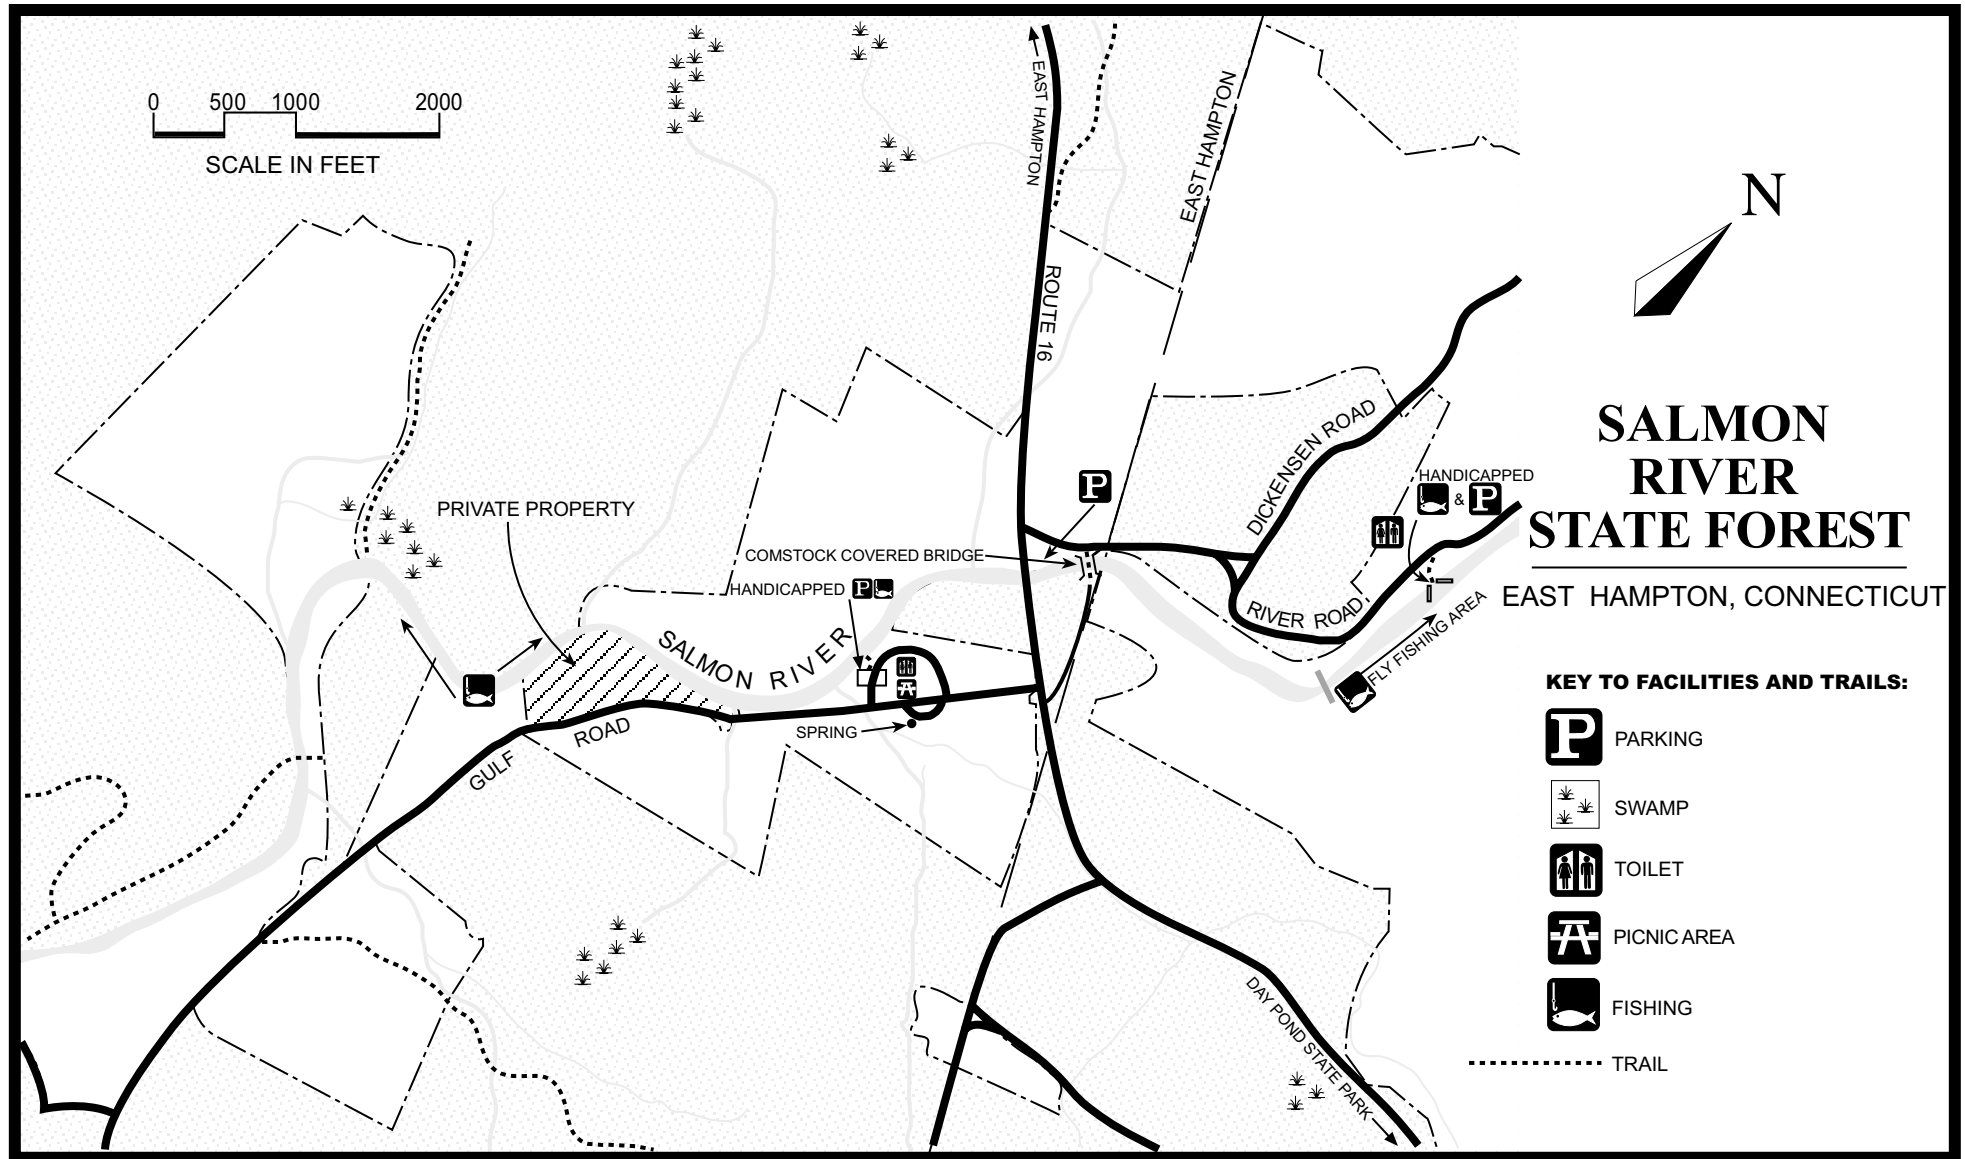 0 500 1000 2000
SCALE IN FEET
EAST HAMPTON
EAST HAMPTON
ROUTE 16
N
SALMON
RIVER
STATE FOREST
EAST HAMPTON, CONNECTICUT
DICKENSEN ROAD
HANDICAPPED
P
& P
PRIVATE PROPERTY
COMSTOCK COVERED BRIDGE
HANDICAPPED P
RIVER ROAD
FLY FISHING AREA
SALMON RIVER
SPRING
GULF ROAD
DAY POND STATE PARK
KEY TO FACILITIES AND TRAILS:
P PARKING
SWAMP
TOILET
PICNIC AREA
FISHING
TRAIL